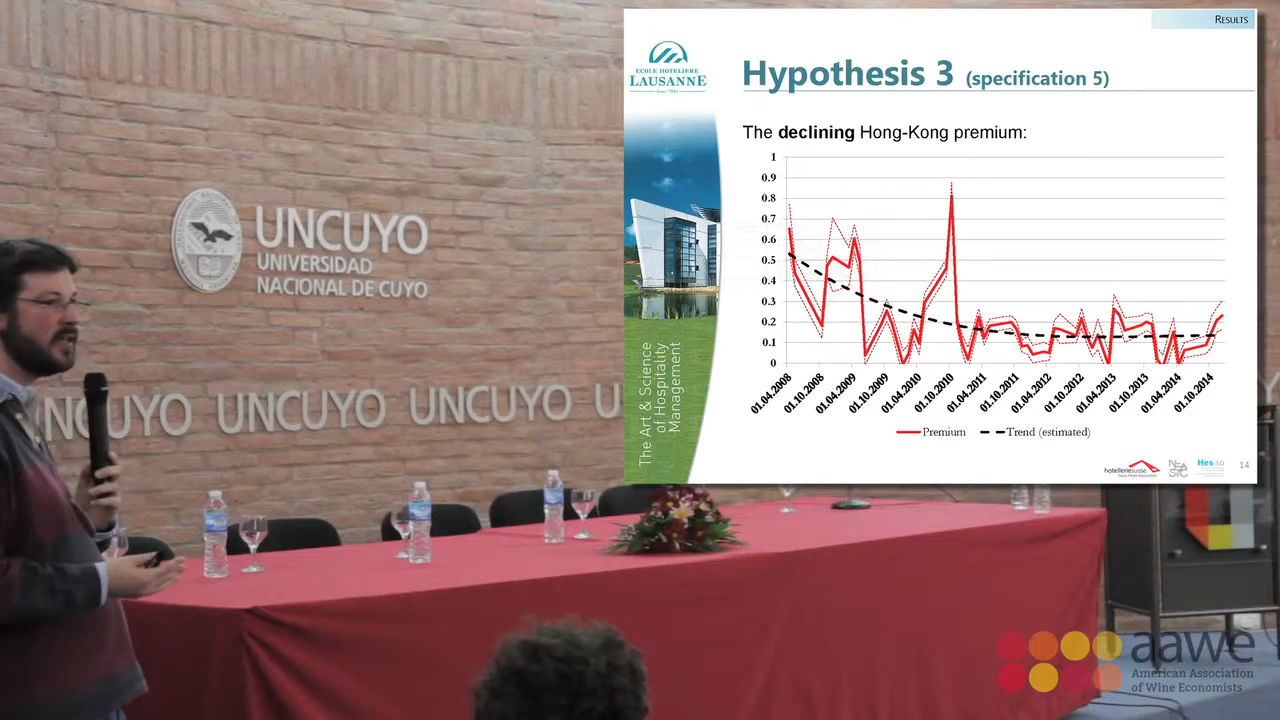 UNCUYO
UNIVERSIDAD
NACIONAL DE CUYO
UNCUYO UNCUYO UNCUYO U
RESULTS
ECOLE HOTELIERE
LAUSANNE
Hypothesis 3 (specification 5)
The declining Hong-Kong premium:
1
0.9
0.8
0.7
0.6
0.5
0.4
0.3
0.2
0.1
0
01.04.2008
01.10.2008
01.04.2009
01.10.2009
01.04.2010
01.10.2010
01.04.2011
01.10.2011
01.04.2012
01.10.2012
01.04.2013
01.10.2013
01.04.2014
01.10.2014
Premium
Trend (estimated)
The Art & Science
of Hospitality
Management
hotelleriesuisse
Hes·so
14
aawe
American Association
of Wine Economists